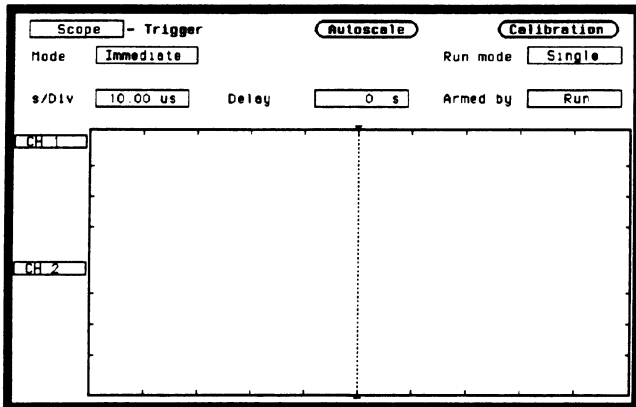 Scope - Trigger Autoscale Calibration
Mode Immediate Run mode Single
s/Div 10.00 us Delay 0 s Armed by Run
CH 1
CH 2